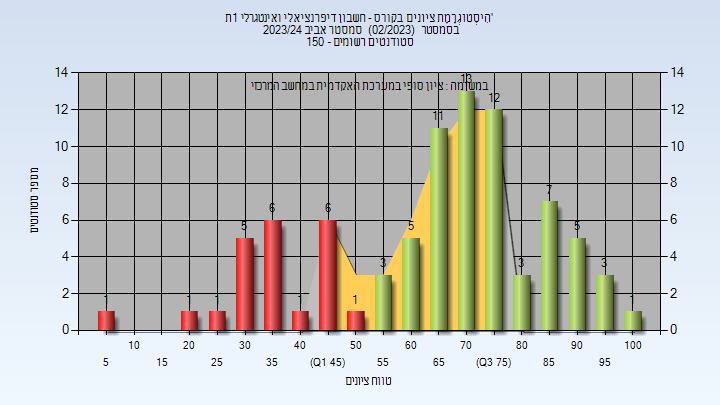 היסטוגרמת ציונים בקורס - חשבון דיפרנציאלי ואינטגרלי 1ת'
בסמסטר (02/2023) סמסטר אביב 2023/24
סטודנטים רשומים - 150
במשימה : ציון סופי במערכת האקדמית במחשב המרכזי
מספר סטודנטים
14 14
12 12
10 10
8 8
6 6
4 4
2 2
0 0
1 1 1 5 6 1 6 1 3 5 11 13 12 3 7 5 3 1
10 20 30 40 50 60 70 80 90 100
5 15 25 35 (Q1 45) 55 65 (Q3 75) 85 95
טווח ציונים